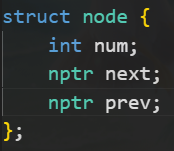 struct node {
    int num;
    nptr next;
    nptr prev;
};